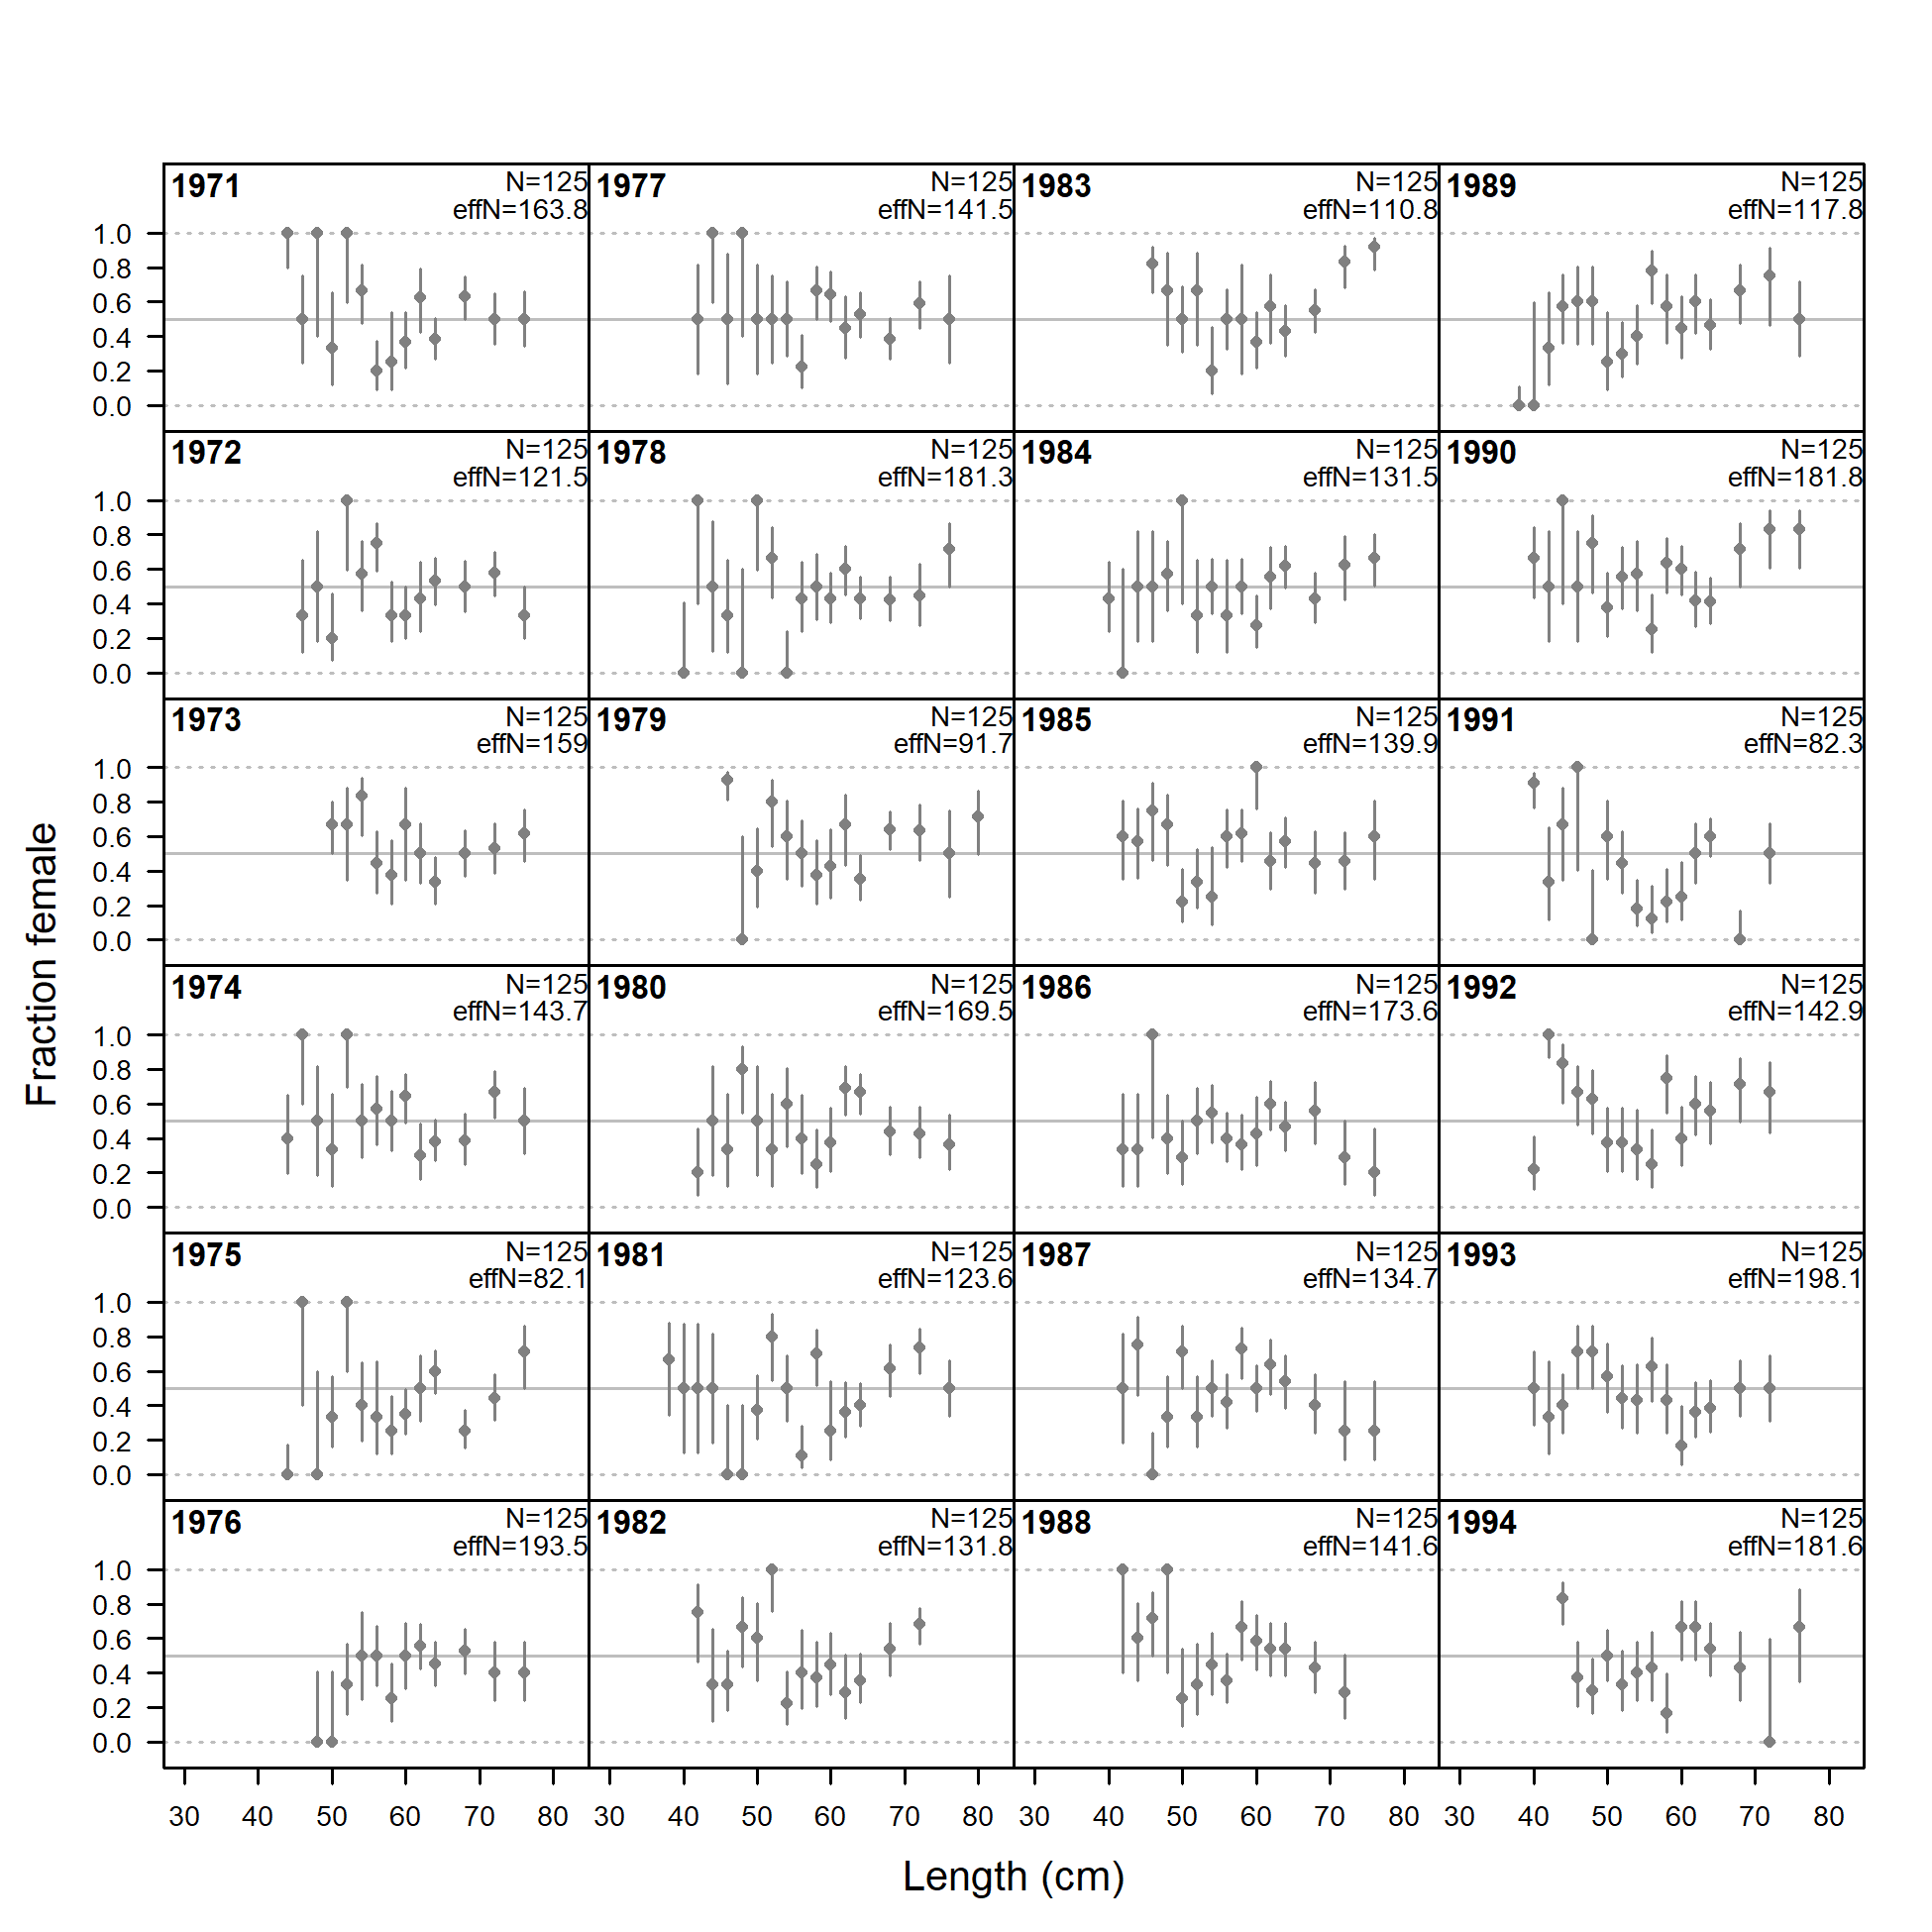 1971 N=125 1977 N=125 1983 N=125 1989 N=125
effN=163.8 effN=141.5 effN=110.8 effN=117.8
1.0
0.8
0.6
0.4
0.2
0.0
1972 N=125 1978 N=125 1984 N=125 1990 N=125
effN=121.5 effN=181.3 effN=131.5 effN=181.8
1.0
0.8
0.6
0.4
0.2
0.0
1973 N=125 1979 N=125 1985 N=125 1991 N=125
effN=159 effN=91.7 effN=139.9 effN=82.3
1.0
0.8
0.6
0.4
0.2
0.0
Fraction female
1974 N=125 1980 N=125 1986 N=125 1992 N=125
effN=143.7 effN=169.5 effN=173.6 effN=142.9
1.0
0.8
0.6
0.4
0.2
0.0
1975 N=125 1981 N=125 1987 N=125 1993 N=125
effN=82.1 effN=123.6 effN=134.7 effN=198.1
1.0
0.8
0.6
0.4
0.2
0.0
1976 N=125 1982 N=125 1988 N=125 1994 N=125
effN=193.5 effN=131.8 effN=141.6 effN=181.6
1.0
0.8
0.6
0.4
0.2
0.0
30 40 50 60 70 80 30 40 50 60 70 80 30 40 50 60 70 80 30 40 50 60 70 80
Length (cm)